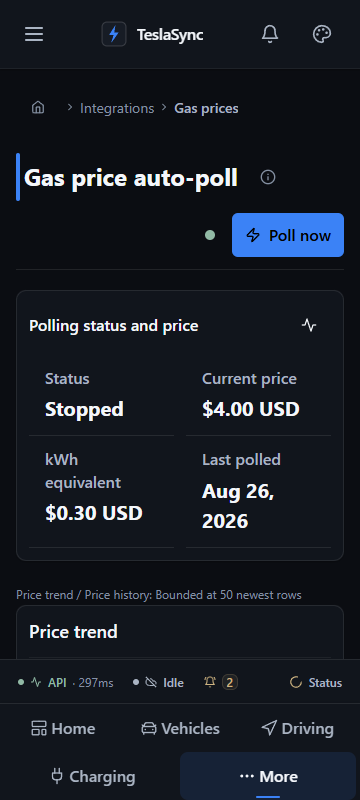 TeslaSync
Integrations
Gas prices
Gas price auto-poll
Poll now
Polling status and price
Status
Stopped
Current price
$4.00 USD
kWh
equivalent
$0.30 USD
Last polled
Aug 26,
2026
Price trend / Price history: Bounded at 50 newest rows
Price trend
API · 297ms
Idle
2
Status
Home
Vehicles
Driving
Charging
More